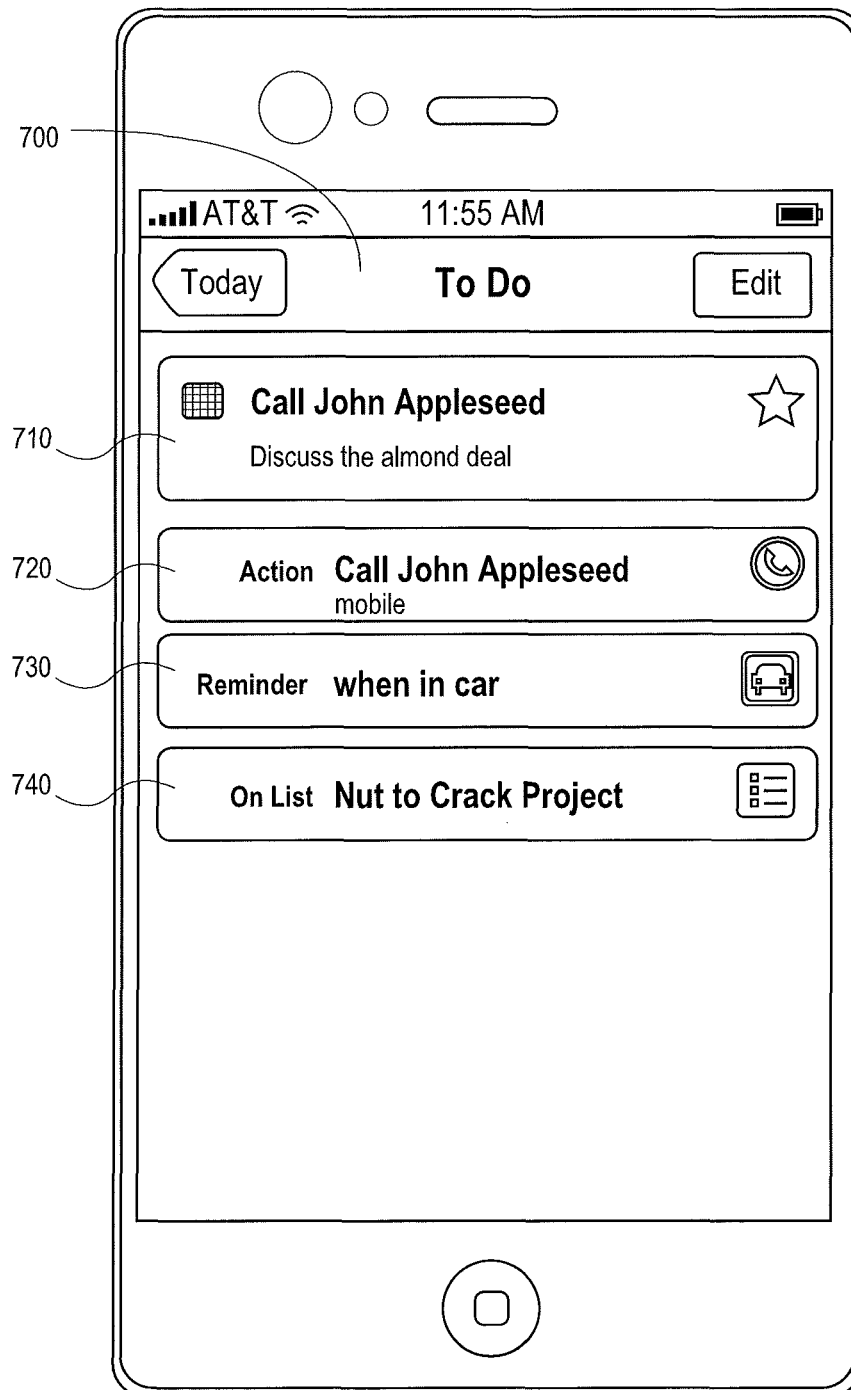 700
AT&T 11:55 AM
Today To Do Edit
710
Call John Appleseed
Discuss the almond deal
720
Action Call John Appleseed
mobile
730
Reminder when in car
740
On List Nut to Crack Project